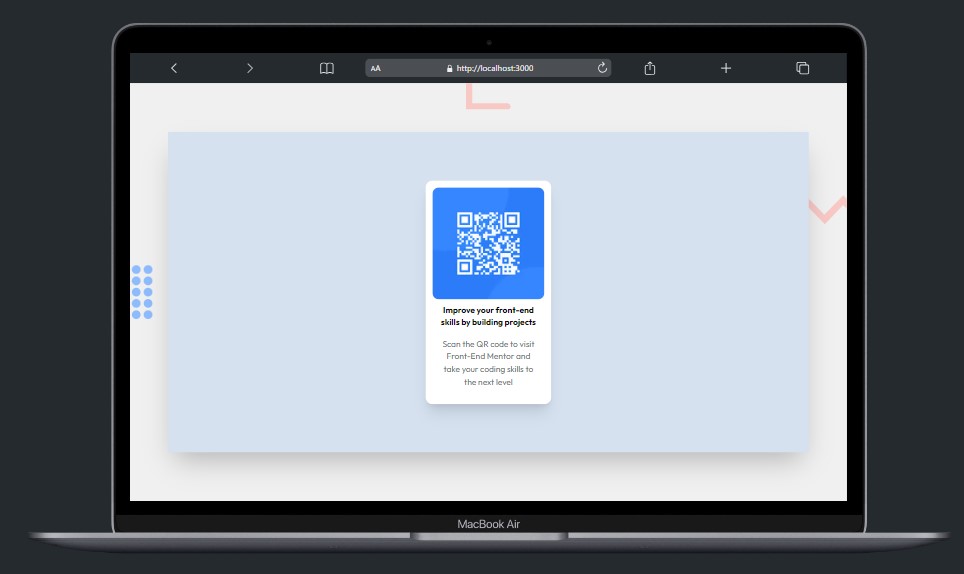 AA
http://localhost:3000
Improve your front-end
skills by building projects
Scan the QR code to visit
Front-End Mentor and
take your coding skills to
the next level
MacBook Air